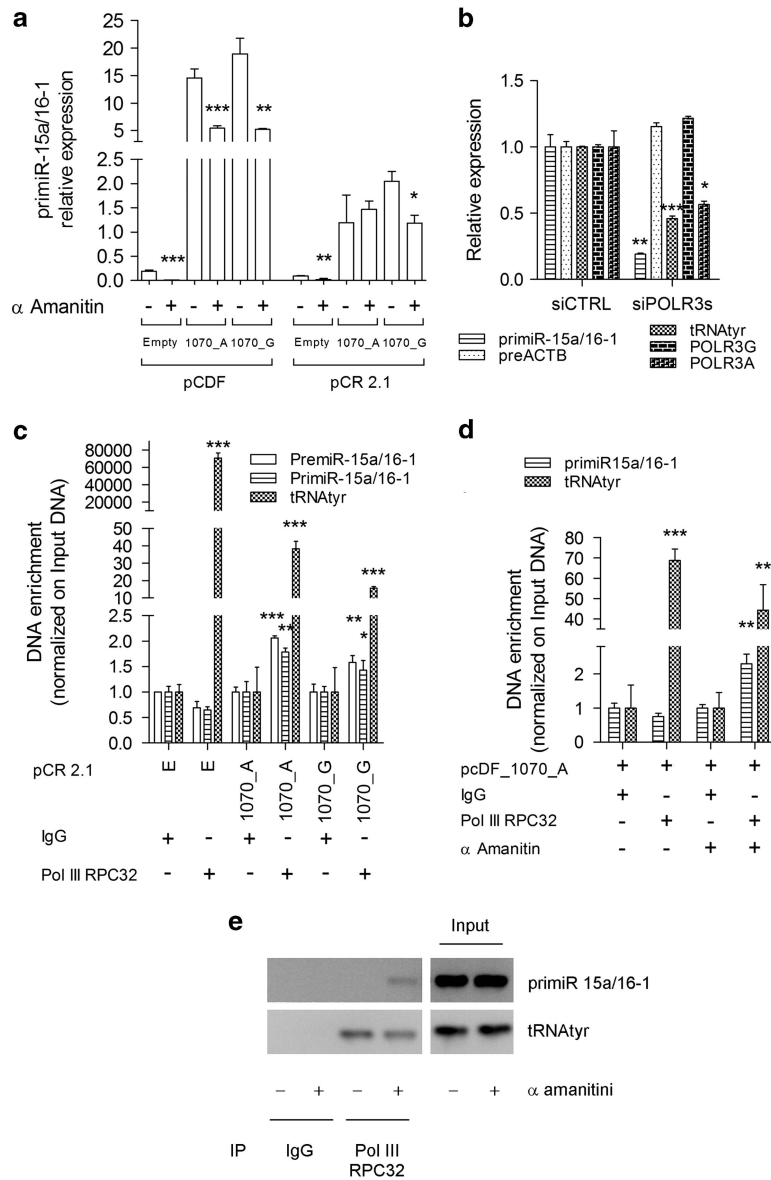 a
primiR-15a/16-1
relative expression
25
20
15
10
5
2.5
2.0
1.5
1.0
0.5
0.0
*** ** *** ** *
α Amanitin - + - + - + - + - + - +
Empty 1070_A 1070_G Empty 1070_A 1070_G
pCDF pCR 2.1
b
Relative expression
1.5
1.0
0.5
0.0
** *** *
siCTRL siPOLR3s
primiR-15a/16-1
preACTB
tRNAtyr
POLR3G
POLR3A
c
DNA enrichment
(normalized on Input DNA)
80000
70000
60000
50000
40000
50
40
30
20
10
2.5
2.0
1.5
1.0
0.5
0.0
PremiR-15a/16-1
PrimiR-15a/16-1
tRNAtyr
*** *** ** *** ** * ***
pCR 2.1 E E 1070_A 1070_A 1070_G 1070_G
IgG + - + - + -
Pol III RPC32 - + - + - +
d
primiR15a/16-1
tRNAtyr
DNA enrichment
(normalized on Input DNA)
80
70
60
50
40
2
1
0
*** ** **
pcDF_1070_A + + + +
IgG + - + -
Pol III RPC32 - + - +
α Amanitin - - + +
e
Input
primiR 15a/16-1
tRNAtyr
− + − + − + α amanitini
IP IgG Pol III
RPC32